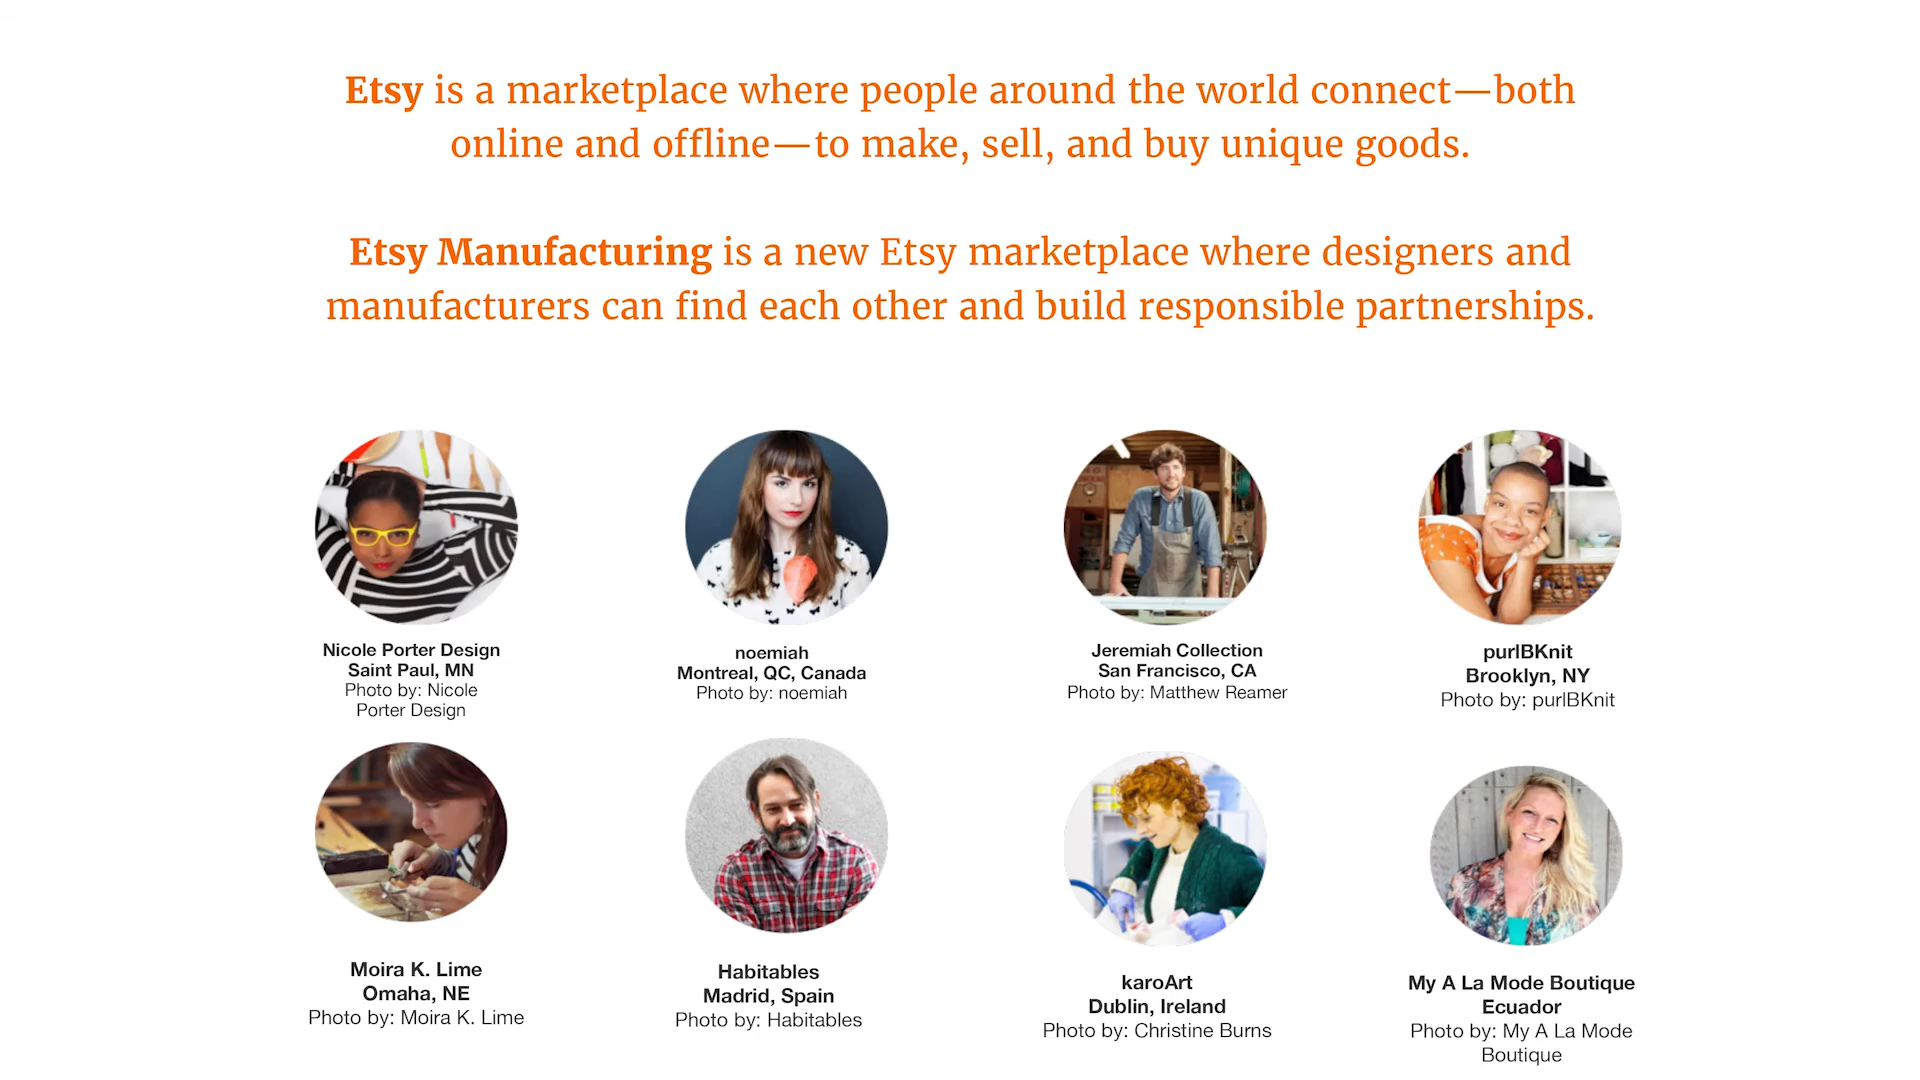 Etsy is a marketplace where people around the world connect—both
online and offline—to make, sell, and buy unique goods.
Etsy Manufacturing is a new Etsy marketplace where designers and
manufacturers can find each other and build responsible partnerships.
Nicole Porter Design
Saint Paul, MN
Photo by: Nicole
Porter Design
noemiah
Montreal, QC, Canada
Photo by: noemiah
Jeremiah Collection
San Francisco, CA
Photo by: Matthew Reamer
purlBKnit
Brooklyn, NY
Photo by: purlBKnit
Moira K. Lime
Omaha, NE
Photo by: Moira K. Lime
Habitables
Madrid, Spain
Photo by: Habitables
karoArt
Dublin, Ireland
Photo by: Christine Burns
My A La Mode Boutique
Ecuador
Photo by: My A La Mode
Boutique